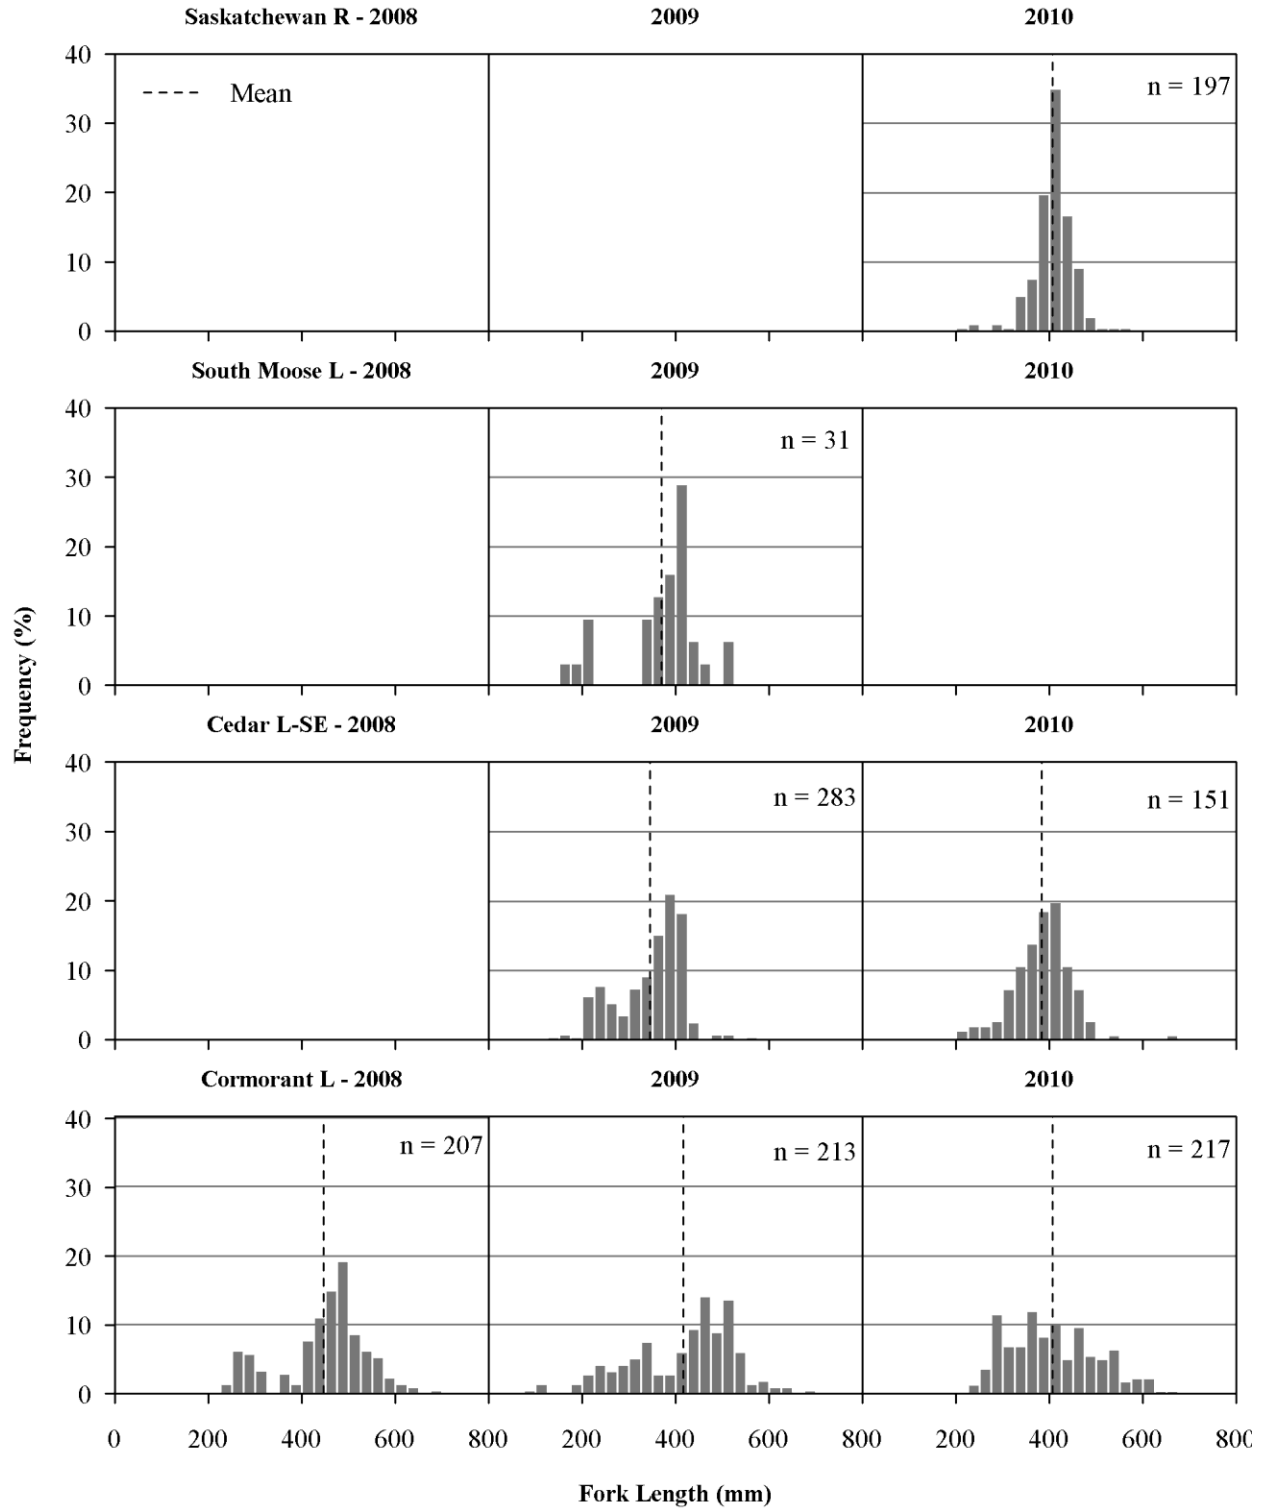 Saskatchewan R - 2008 2009 2010
40
Mean
n = 197
30
20
10
0
South Moose L - 2008 2009 2010
40
n = 31
30
20
10
0
Frequency (%)
Cedar L-SE - 2008 2009 2010
40
n = 283 n = 151
30
20
10
0
Cormorant L - 2008 2009 2010
40
n = 207 n = 213 n = 217
30
20
10
0
0 200 400 600 800 200 400 600 800 200 400 600 800
Fork Length (mm)